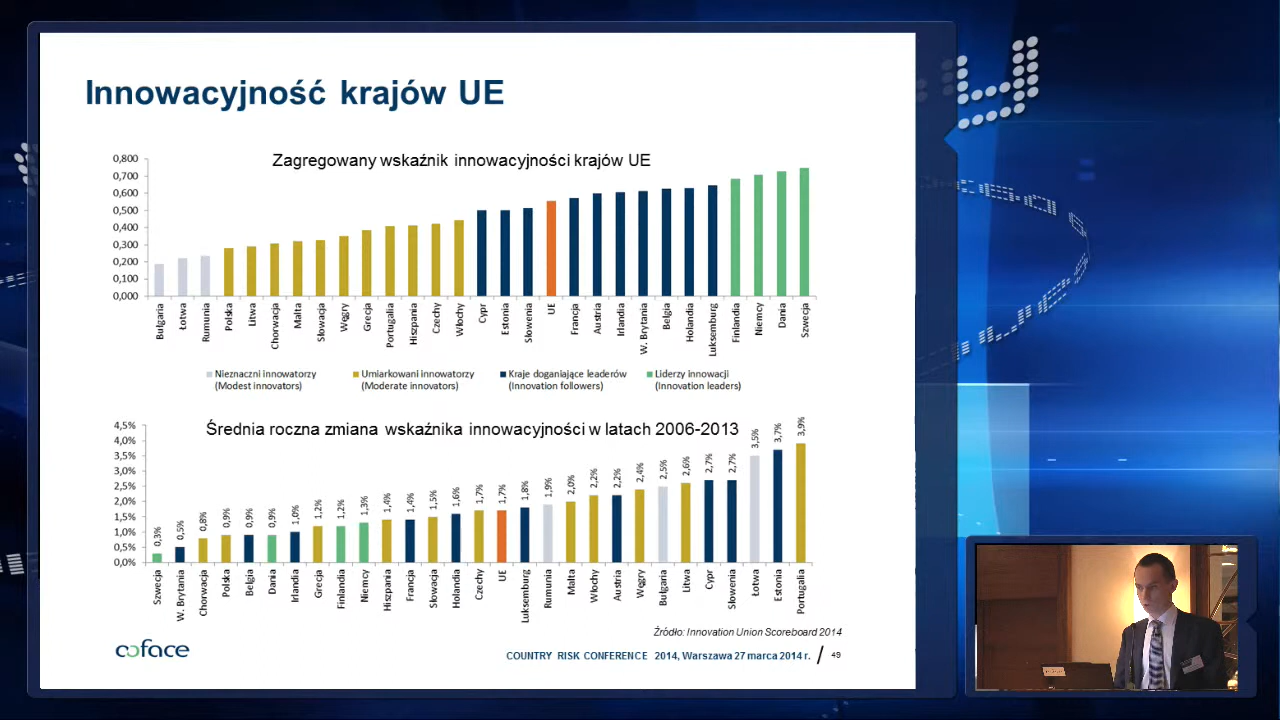 Innowacyjność krajów UE
Zagregowany wskaźnik innowacyjności krajów UE
0,800
0,700
0,600
0,500
0,400
0,300
0,200
0,100
0,000
Bułgaria
Łotwa
Rumunia
Polska
Litwa
Chorwacja
Malta
Słowacja
Węgry
Grecja
Portugalia
Hiszpania
Czechy
Włochy
Cypr
Estonia
Słowenia
UE
Francja
Austria
Irlandia
W. Brytania
Belgia
Holandia
Luksemburg
Finlandia
Niemcy
Dania
Szwecja
Nieznaczni innowatorzy
(Modest innovators)
Umiarkowani innowatorzy
(Moderate innovators)
Kraje doganiające leaderów
(Innovation followers)
Liderzy innowacji
(Innovation leaders)
Średnia roczna zmiana wskaźnika innowacyjności w latach 2006-2013
4,5%
4,0%
3,5%
3,0%
2,5%
2,0%
1,5%
1,0%
0,5%
0,0%
0,3%
0,5%
0,8%
0,9%
0,9%
0,9%
1,0%
1,2%
1,2%
1,3%
1,4%
1,4%
1,5%
1,6%
1,7%
1,7%
1,8%
1,9%
2,0%
2,2%
2,2%
2,4%
2,5%
2,6%
2,7%
2,7%
3,5%
3,7%
3,9%
Szwecja
W. Brytania
Chorwacja
Polska
Belgia
Dania
Irlandia
Grecja
Finlandia
Niemcy
Hiszpania
Francja
Słowacja
Holandia
Czechy
UE
Luksemburg
Rumunia
Malta
Włochy
Austria
Węgry
Bułgaria
Litwa
Cypr
Słowenia
Łotwa
Estonia
Portugalia
Źródło: Innovation Union Scoreboard 2014
coface
COUNTRY RISK CONFERENCE 2014, Warszawa 27 marca 2014 r. / 49